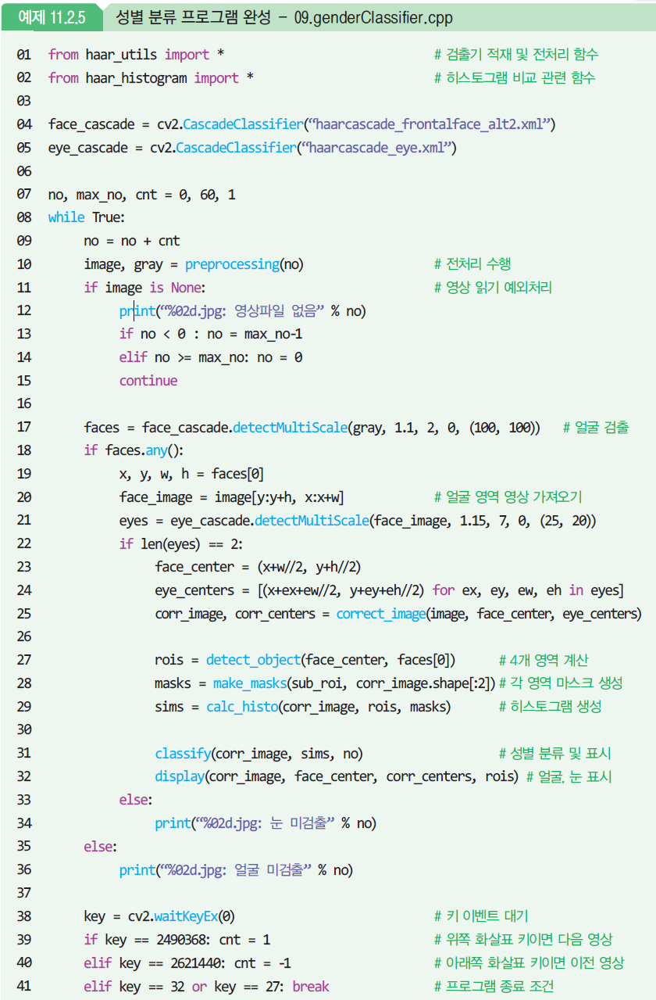 예제 11.2.5 성별 분류 프로그램 완성 - 09.genderClassifier.cpp
01 from haar_utils import * # 검출기 적재 및 전처리 함수
02 from haar_histogram import * # 히스토그램 비교 관련 함수
03
04 face_cascade = cv2.CascadeClassifier(“haarcascade_frontalface_alt2.xml”)
05 eye_cascade = cv2.CascadeClassifier(“haarcascade_eye.xml”)
06
07 no, max_no, cnt = 0, 60, 1
08 while True:
09 no = no + cnt
10 image, gray = preprocessing(no) # 전처리 수행
11 if image is None: # 영상 읽기 예외처리
12 print(“%02d.jpg: 영상파일 없음” % no)
13 if no < 0 : no = max_no-1
14 elif no >= max_no: no = 0
15 continue
16
17 faces = face_cascade.detectMultiScale(gray, 1.1, 2, 0, (100, 100)) # 얼굴 검출
18 if faces.any():
19 x, y, w, h = faces[0]
20 face_image = image[y:y+h, x:x+w] # 얼굴 영역 영상 가져오기
21 eyes = eye_cascade.detectMultiScale(face_image, 1.15, 7, 0, (25, 20))
22 if len(eyes) == 2:
23 face_center = (x+w//2, y+h//2)
24 eye_centers = [(x+ex+ew//2, y+ey+eh//2) for ex, ey, ew, eh in eyes]
25 corr_image, corr_centers = correct_image(image, face_center, eye_centers)
26
27 rois = detect_object(face_center, faces[0]) # 4개 영역 계산
28 masks = make_masks(sub_roi, corr_image.shape[:2]) # 각 영역 마스크 생성
29 sims = calc_histo(corr_image, rois, masks) # 히스토그램 생성
30
31 classify(corr_image, sims, no) # 성별 분류 및 표시
32 display(corr_image, face_center, corr_centers, rois) # 얼굴, 눈 표시
33 else:
34 print(“%02d.jpg: 눈 미검출” % no)
35 else:
36 print(“%02d.jpg: 얼굴 미검출” % no)
37
38 key = cv2.waitKeyEx(0) # 키 이벤트 대기
39 if key == 2490368: cnt = 1 # 위쪽 화살표 키이면 다음 영상
40 elif key == 2621440: cnt = -1 # 아래쪽 화살표 키이면 이전 영상
41 elif key == 32 or key == 27: break # 프로그램 종료 조건